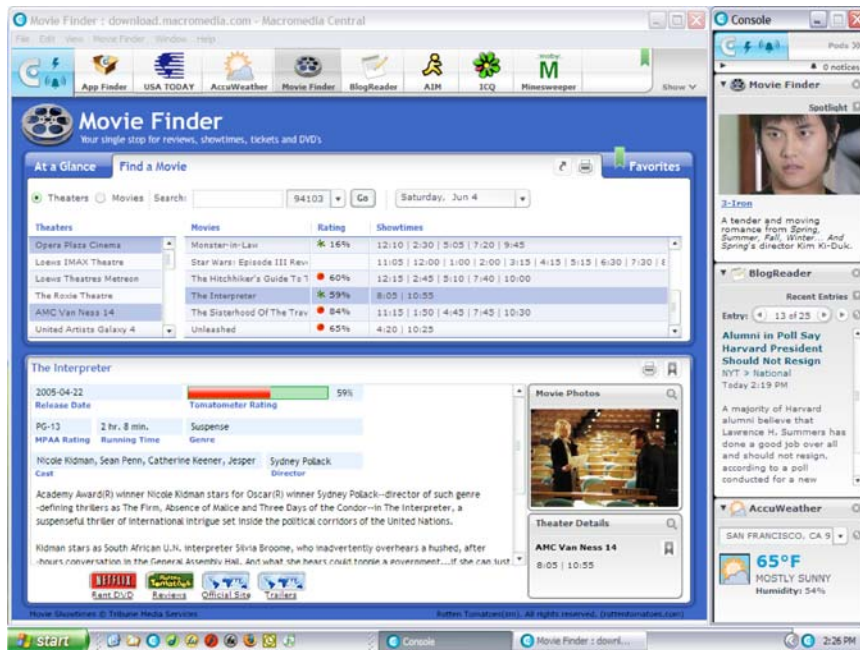 Movie Finder : download.macromedia.com - Macromedia Central
File Edit View Movie Finder Window Help
App Finder USA TODAY AccuWeather Movie Finder BlogReader AIM ICQ Minesweeper Show
Movie Finder
Your single stop for reviews, showtimes, tickets and DVD's
At a Glance Find a Movie Favorites
Theaters Movies Search: 94103 Go Saturday, Jun 4
Theaters Movies Rating Showtimes
Opera Plaza Cinema Monster-in-Law 16% 12:10 | 2:30 | 5:05 | 7:20 | 9:45
Loews IMAX Theatre Star Wars: Episode III Rev 11:05 | 12:00 | 1:00 | 2:00 | 3:15 | 4:15 | 5:15 | 6:30 | 7:30 |
Loews Theatres Metreon The Hitchhiker's Guide To 60% 12:15 | 2:45 | 5:10 | 7:40 | 10:00
The Roxie Theatre The Interpreter 59% 8:05 | 10:55
AMC Van Ness 14 The Sisterhood Of The Trav 84% 11:15 | 1:50 | 4:45 | 7:45 | 10:30
United Artists Galaxy 4 Unleashed 65% 4:20 | 10:25
The Interpreter
2005-04-22 59%
Release Date Tomatometer Rating
PG-13 2 hr. 8 min. Suspense
MPAA Rating Running Time Genre
Nicole Kidman, Sean Penn, Catherine Keener, Jesper Sydney Pollack
Cast Director
Academy Award(R) winner Nicole Kidman stars for Oscar(R) winner Sydney Pollack--director of such genre
-defining thrillers as The Firm, Absence of Malice and Three Days of the Condor--in The Interpreter, a
suspenseful thriller of international intrigue set inside the political corridors of the United Nations.
Kidman stars as South African U.N. interpreter Silvia Broome, who inadvertently overhears a hushed, after
-hours conversation in the General Assembly Hall. And what she hears could topple a government...if she can just
Movie Photos
Theater Details
AMC Van Ness 14
8:05 | 10:55
NETFLIX Rotten Tomatoes
Rent DVD Reviews Official Site Trailers
Movie Showtimes © Tribune Media Services Rotten Tomatoes(tm). All rights reserved. (rottentomatoes.com)
Console
Pods
0 notices
Movie Finder
Spotlight
3-Iron
A tender and moving
romance from Spring,
Summer, Fall, Winter... And
Spring's director Kim Ki-Duk.
BlogReader
Recent Entries
Entry: 13 of 25
Alumni in Poll Say
Harvard President
Should Not Resign
NYT > National
Today 2:19 PM
A majority of Harvard
alumni believe that
Lawrence H. Summers has
done a good job over all
and should not resign,
according to a poll
conducted for a new
AccuWeather
SAN FRANCISCO, CA 9
65°F
MOSTLY SUNNY
Humidity: 54%
start Console Movie Finder : downl... 2:26 PM